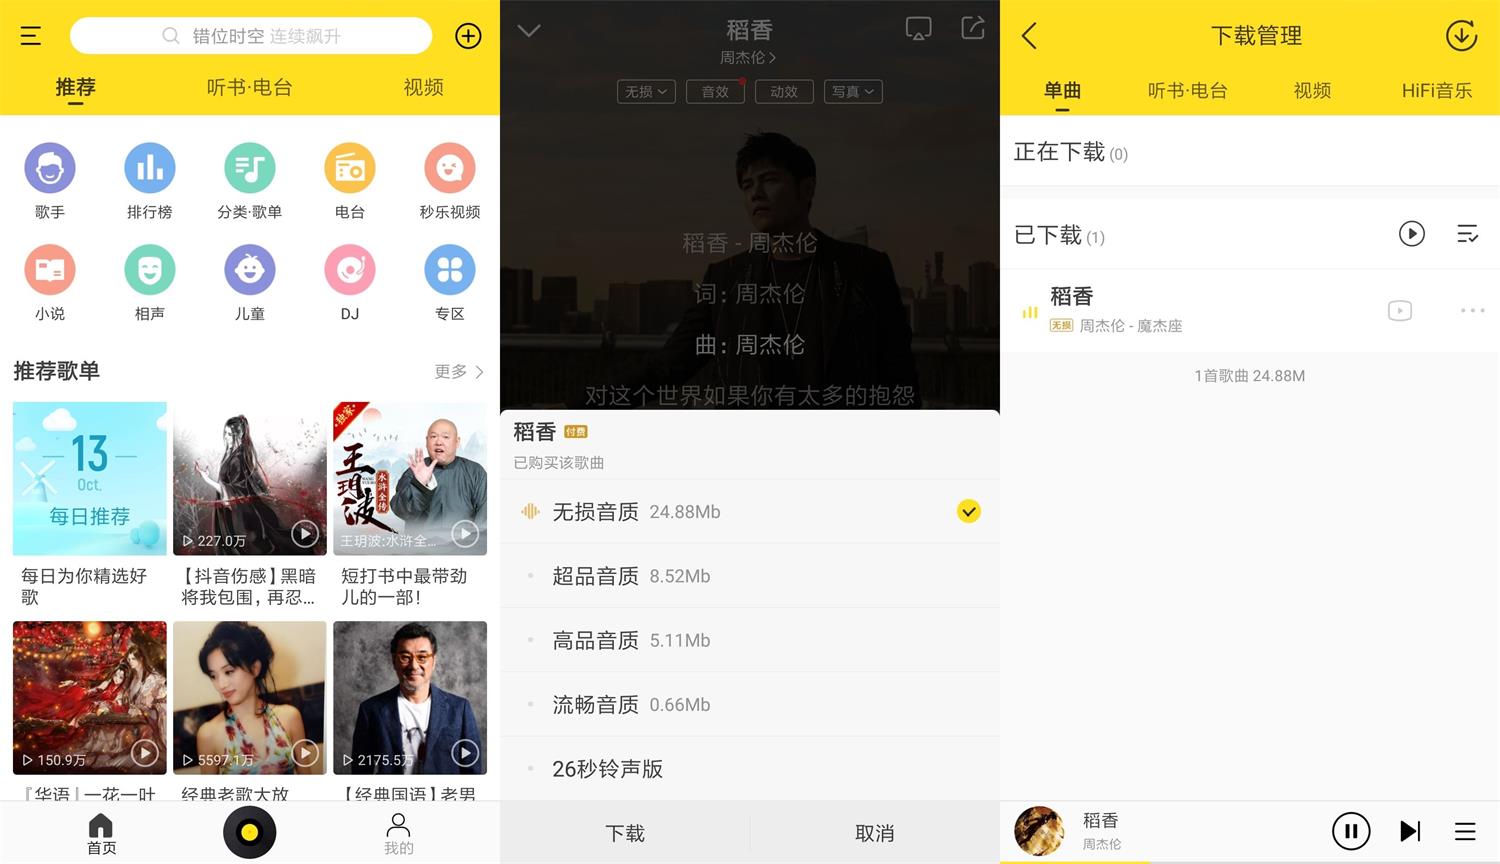 错位时空 连续飙升
推荐
听书·电台
视频
歌手
排行榜
分类·歌单
电台
秒乐视频
小说
相声
儿童
DJ
专区
推荐歌单
更多
13
Oct.
每日推荐
227.0万
独家
王玥波
水浒全传
王玥波:水浒全...
每日为你精选好
歌
【抖音伤感】黑暗
将我包围，再忍...
短打书中最带劲
儿的一部！
150.9万
5597.1万
2175.5万
『华语 | 一花一叶
经典老歌大放
【经典国语】老男
首页
我的
稻香
周杰伦
无损
音效
动效
写真
稻香 - 周杰伦
词: 周杰伦
曲: 周杰伦
对这个世界如果你有太多的抱怨
稻香 付费
已购买该歌曲
无损音质 24.88Mb
超品音质 8.52Mb
高品音质 5.11Mb
流畅音质 0.66Mb
26秒铃声版
下载
取消
下载管理
单曲
听书·电台
视频
HiFi音乐
正在下载 (0)
已下载 (1)
稻香
无损 周杰伦 - 魔杰座
1首歌曲 24.88M
稻香
周杰伦